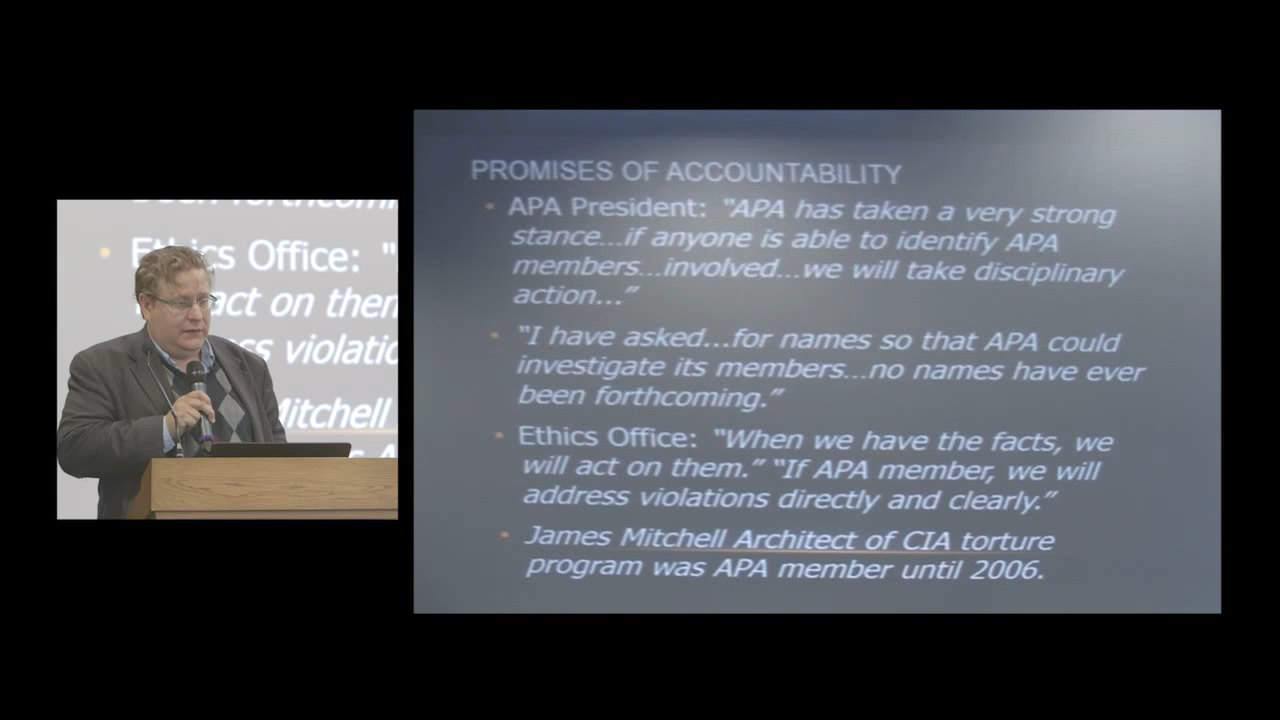 PROMISES OF ACCOUNTABILITY
• APA President: “APA has taken a very strong
stance...if anyone is able to identify APA
members...involved...we will take disciplinary
action...”
• “I have asked...for names so that APA could
investigate its members...no names have ever
been forthcoming.”
• Ethics Office: “When we have the facts, we
will act on them.” “If APA member, we will
address violations directly and clearly.”
• James Mitchell Architect of CIA torture
program was APA member until 2006.
been forthcomi
• Ethics Office: “
act on them
ss violatio
Mitchell
s A